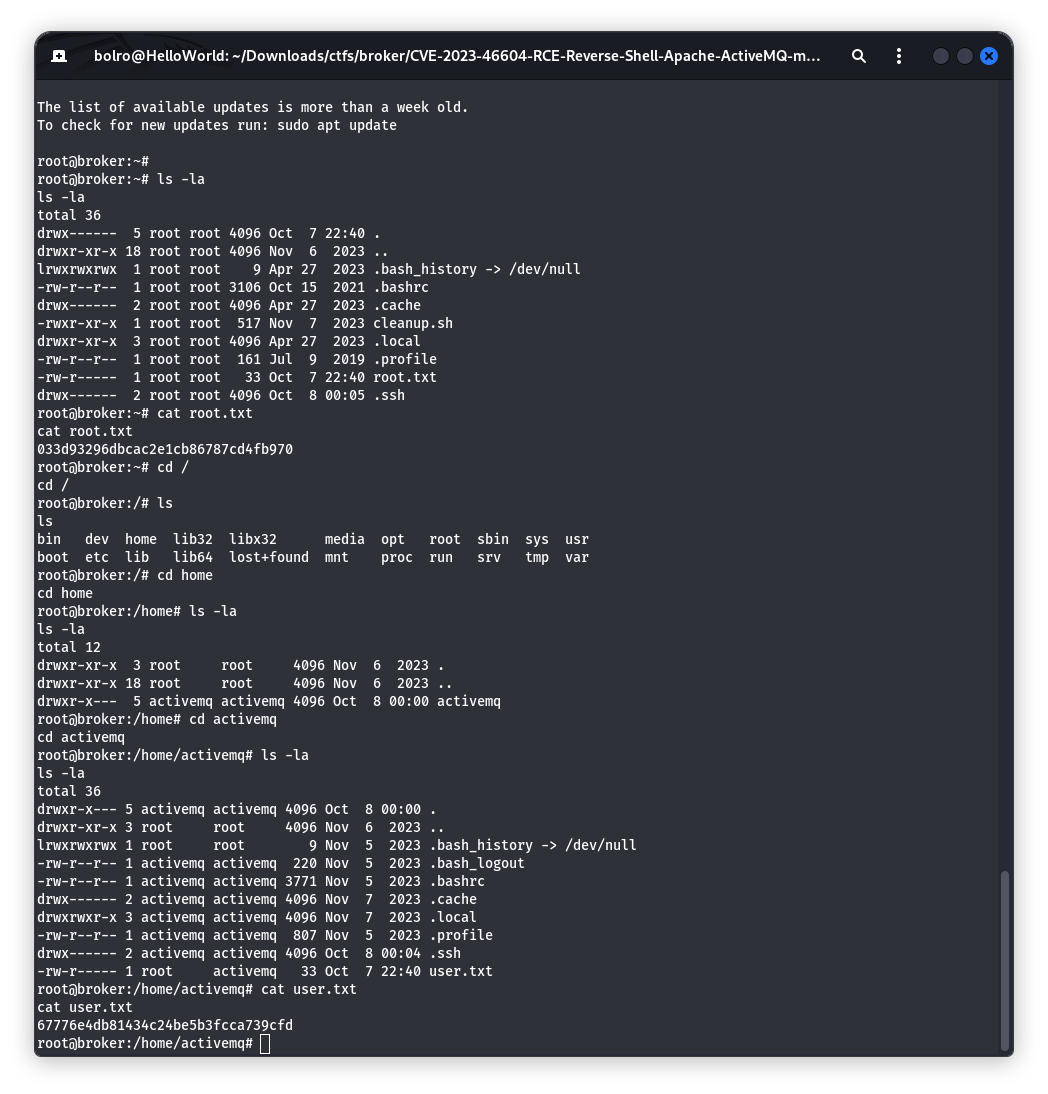 bolro@HelloWorld: ~/Downloads/ctfs/broker/CVE-2023-46604-RCE-Reverse-Shell-Apache-ActiveMQ-m...
The list of available updates is more than a week old.
To check for new updates run: sudo apt update
root@broker:~#
root@broker:~# ls -la
ls -la
total 36
drwx------  5 root root 4096 Oct  7 22:40 .
drwxr-xr-x 18 root root 4096 Nov  6  2023 ..
lrwxrwxrwx  1 root root    9 Apr 27  2023 .bash_history -> /dev/null
-rw-r--r--  1 root root 3106 Oct 15  2021 .bashrc
drwx------  2 root root 4096 Apr 27  2023 .cache
-rwxr-xr-x  1 root root  517 Nov  7  2023 cleanup.sh
drwxr-xr-x  3 root root 4096 Apr 27  2023 .local
-rw-r--r--  1 root root  161 Jul  9  2019 .profile
-rw-r-----  1 root root   33 Oct  7 22:40 root.txt
drwx------  2 root root 4096 Oct  8 00:05 .ssh
root@broker:~# cat root.txt
cat root.txt
033d93296dbcac2e1cb86787cd4fb970
root@broker:~# cd /
cd /
root@broker:/# ls
ls
bin   dev  home  lib32  libx32      media  opt   root  sbin  sys  usr
boot  etc  lib   lib64  lost+found  mnt    proc  run   srv   tmp  var
root@broker:/# cd home
cd home
root@broker:/home# ls -la
ls -la
total 12
drwxr-xr-x  3 root     root     4096 Nov  6  2023 .
drwxr-xr-x 18 root     root     4096 Nov  6  2023 ..
drwxr-x---  5 activemq activemq 4096 Oct  8 00:00 activemq
root@broker:/home# cd activemq
cd activemq
root@broker:/home/activemq# ls -la
ls -la
total 36
drwxr-x--- 5 activemq activemq 4096 Oct  8 00:00 .
drwxr-xr-x 3 root     root     4096 Nov  6  2023 ..
lrwxrwxrwx 1 root     root        9 Nov  5  2023 .bash_history -> /dev/null
-rw-r--r-- 1 activemq activemq  220 Nov  5  2023 .bash_logout
-rw-r--r-- 1 activemq activemq 3771 Nov  5  2023 .bashrc
drwx------ 2 activemq activemq 4096 Nov  7  2023 .cache
drwxrwxr-x 3 activemq activemq 4096 Nov  7  2023 .local
-rw-r--r-- 1 activemq activemq  807 Nov  5  2023 .profile
drwx------ 2 activemq activemq 4096 Oct  8 00:04 .ssh
-rw-r----- 1 root     activemq   33 Oct  7 22:40 user.txt
root@broker:/home/activemq# cat user.txt
cat user.txt
67776e4db81434c24be5b3fcca739cfd
root@broker:/home/activemq#